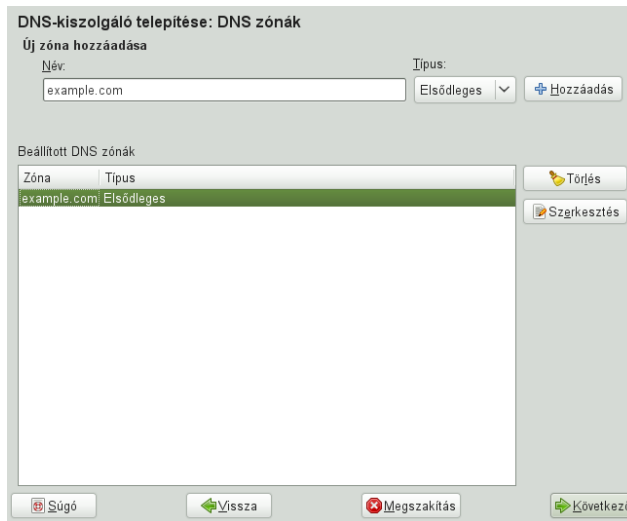 DNS-kiszolgáló telepítése: DNS zónák
Új zóna hozzáadása
Név:
Típus:
example.com
Elsődleges
Hozzáadás
Beállított DNS zónák
Zóna Típus
example.com Elsődleges
Törlés
Szerkesztés
Súgó
Vissza
Megszakítás
Következő